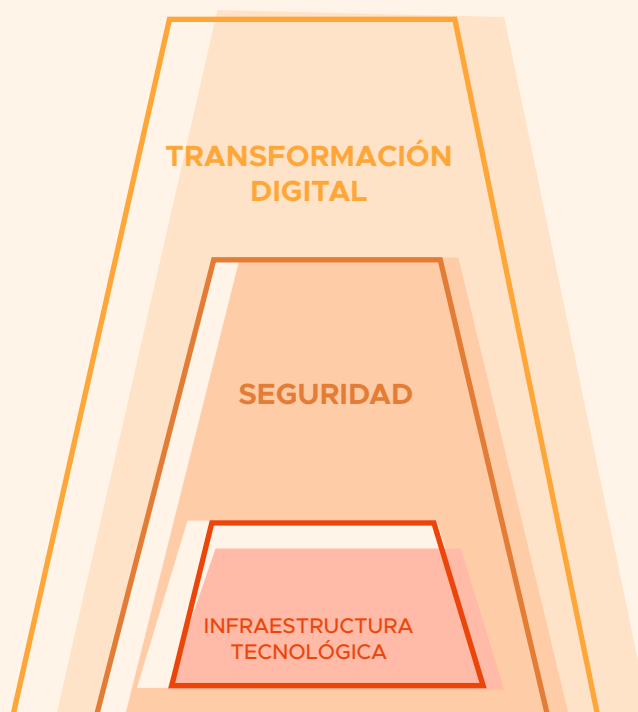 TRANSFORMACIÓN
DIGITAL
SEGURIDAD
INFRAESTRUCTURA
TECNOLÓGICA